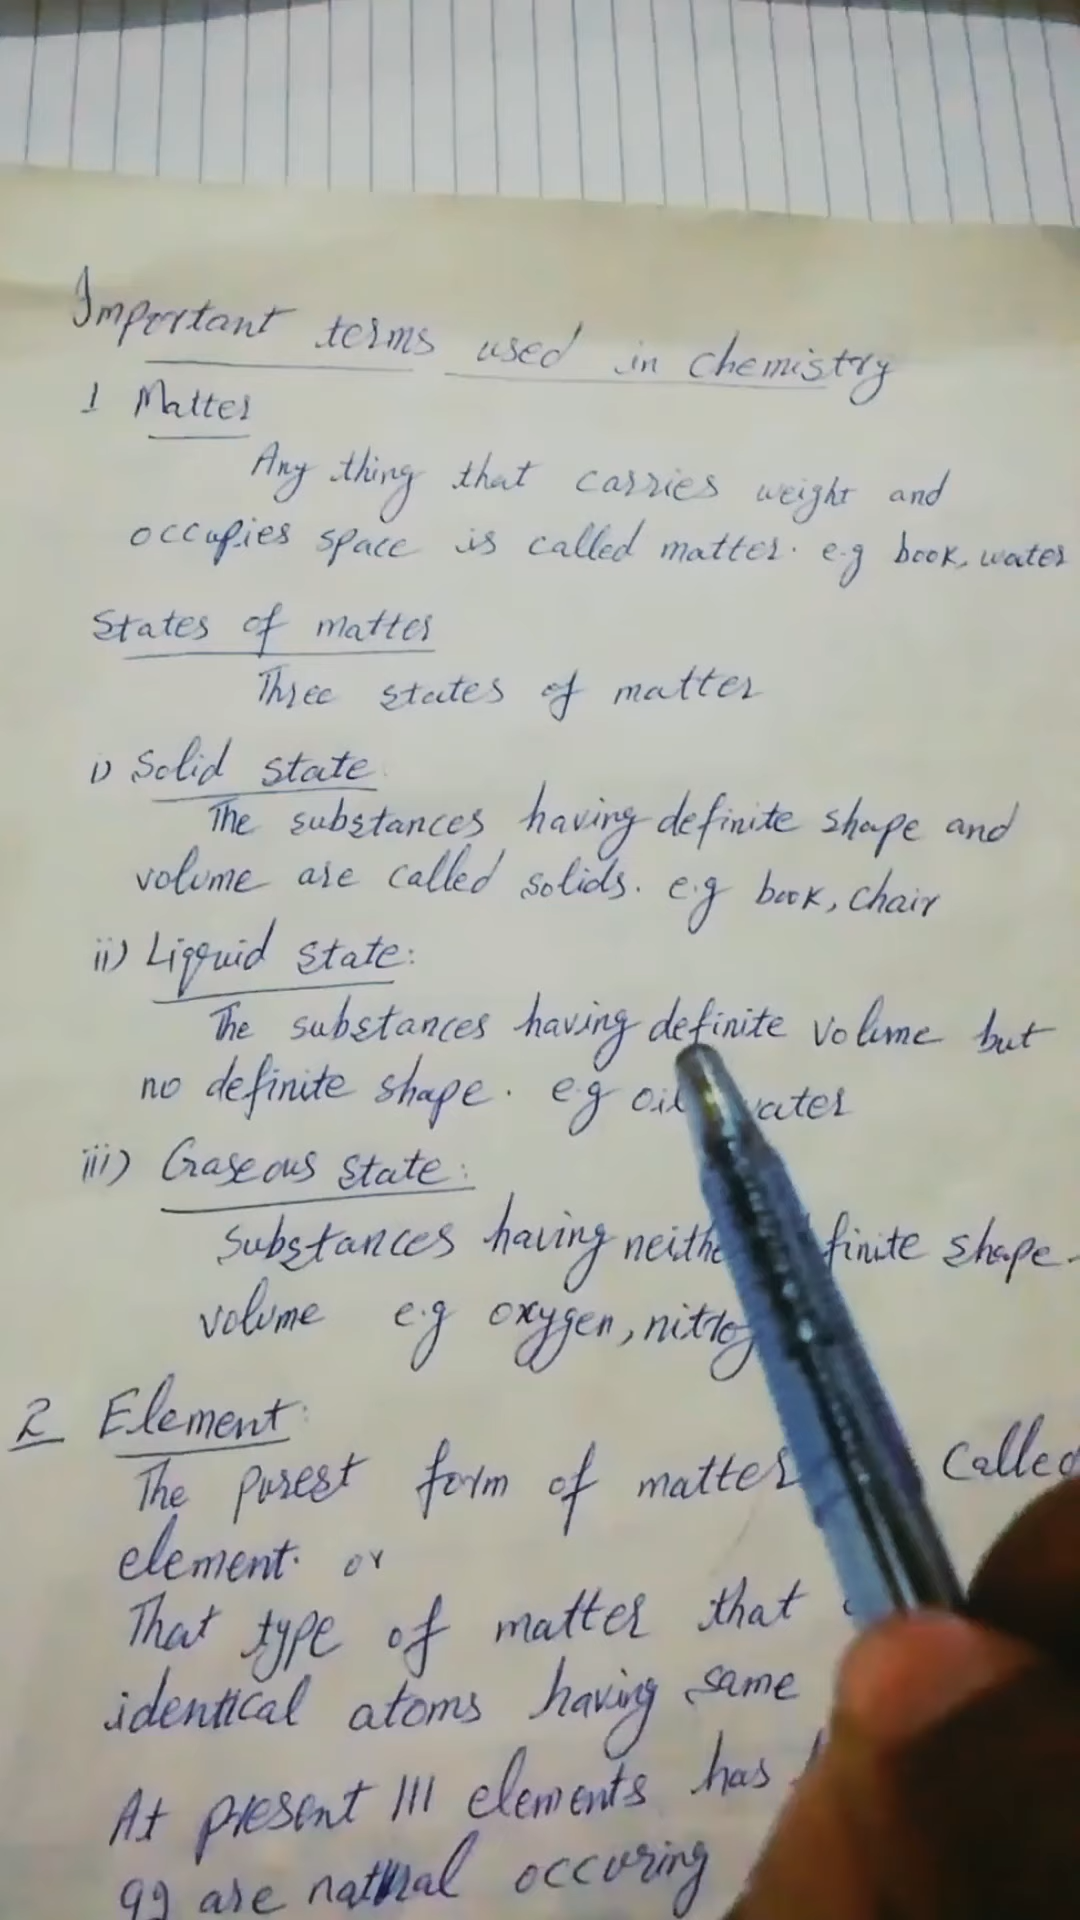 Important terms used in chemistry
1 Matter
Any thing that carries weight and
occupies space is called matter. e.g book, water
States of matter
Three states of matter
i) Solid state
The substances having definite shape and
volume are called solids. e.g book, chair
ii) Liquid state:
The substances having definite volume but
no definite shape. e.g oil water
iii) Gaseous state:
Substances having finite shape
volume e.g oxygen,
2 Element:
The purest form of matter called
element. or
That type of matter that
identical atoms having same
At present 111 elements has
99 are natural occuring